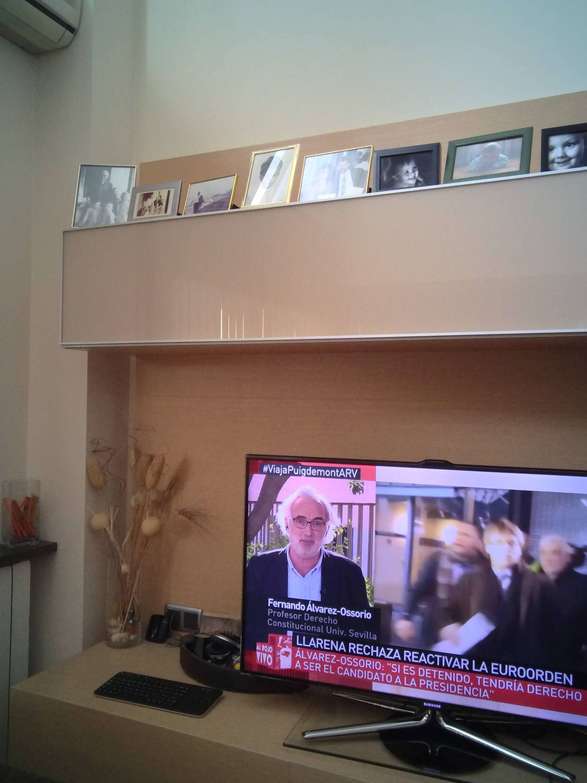 #ViajaPuigdemontARV
Fernando Álvarez-Ossorio
Profesor Derecho
Constitucional Univ. Sevilla
AL ROJO
VIVO
LLARENA RECHAZA REACTIVAR LA EUROORDEN
ÁLVAREZ-OSSORIO: "SI ES DETENIDO, TENDRÍA DERECHO
A SER EL CANDIDATO A LA PRESIDENCIA"
SAMSUNG